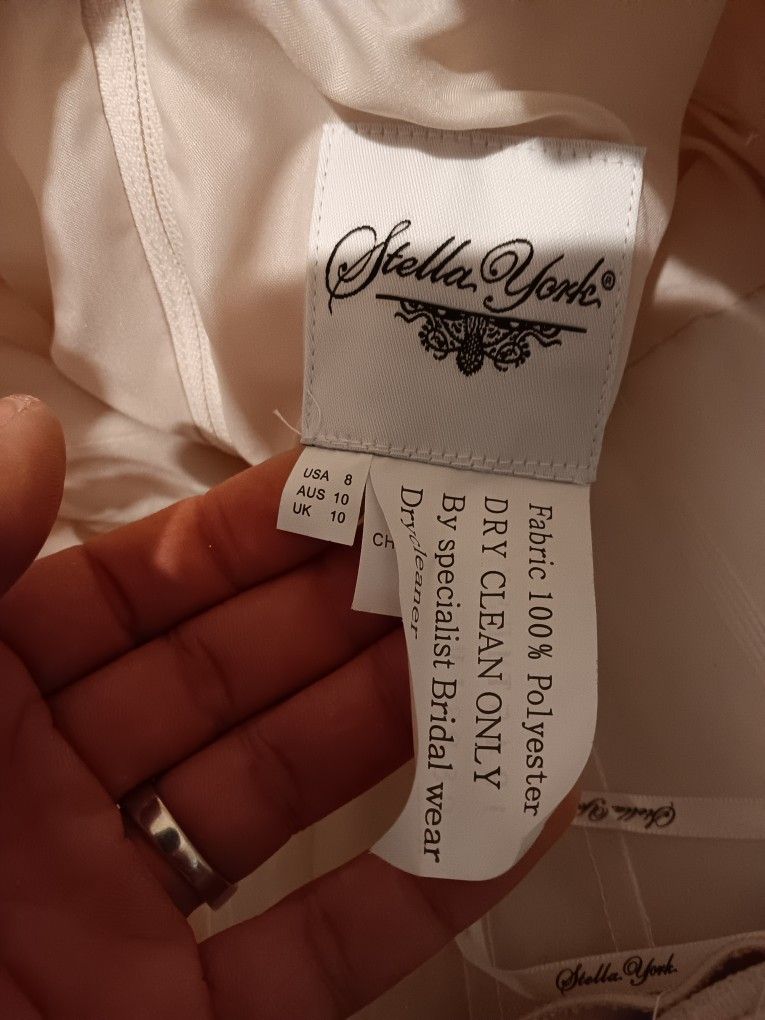 Stella York®
USA 8
AUS 10
UK 10
CH
Fabric 100% Polyester
DRY CLEAN ONLY
By specialist Bridal wear
Drycleaner
Stella York
Stella York